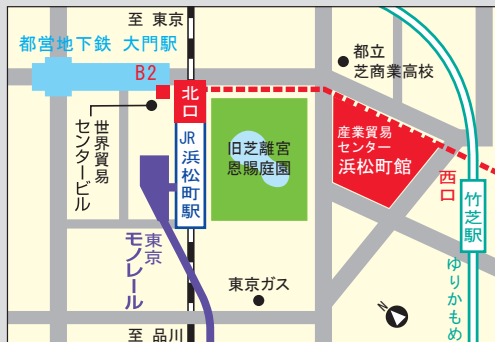 至 東京
都営地下鉄 大門駅
B2
都立
芝商業高校
北口
世界貿易
センタービル
JR
浜松町駅
旧芝離宮
恩賜庭園
産業貿易
センター
浜松町館
西口
竹芝駅
ゆりかもめ
東京
モノレール
東京ガス
N
至 品川